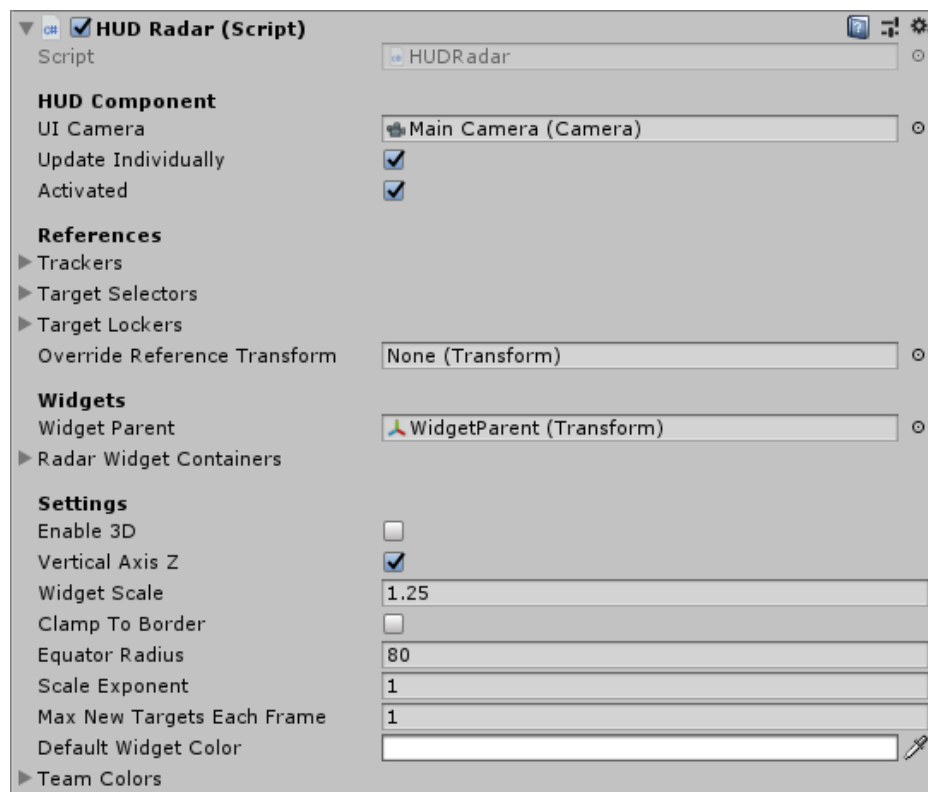 HUD Radar (Script)
Script HUDRadar
HUD Component
UI Camera Main Camera (Camera)
Update Individually
Activated
References
Trackers
Target Selectors
Target Lockers
Override Reference Transform None (Transform)
Widgets
Widget Parent WidgetParent (Transform)
Radar Widget Containers
Settings
Enable 3D
Vertical Axis Z
Widget Scale 1.25
Clamp To Border
Equator Radius 80
Scale Exponent 1
Max New Targets Each Frame 1
Default Widget Color
Team Colors